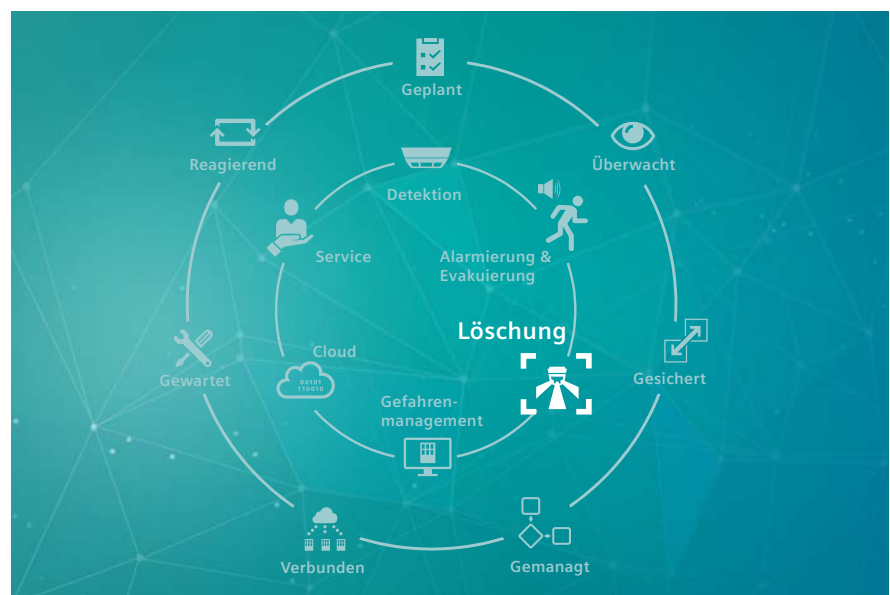 Geplant
Reagierend
Überwacht
Detektion
Service
Alarmierung &
Evakuierung
Löschung
Cloud
00101
110010
Gewartet
Gesichert
Gefahren-
management
Verbunden
Gemanagt